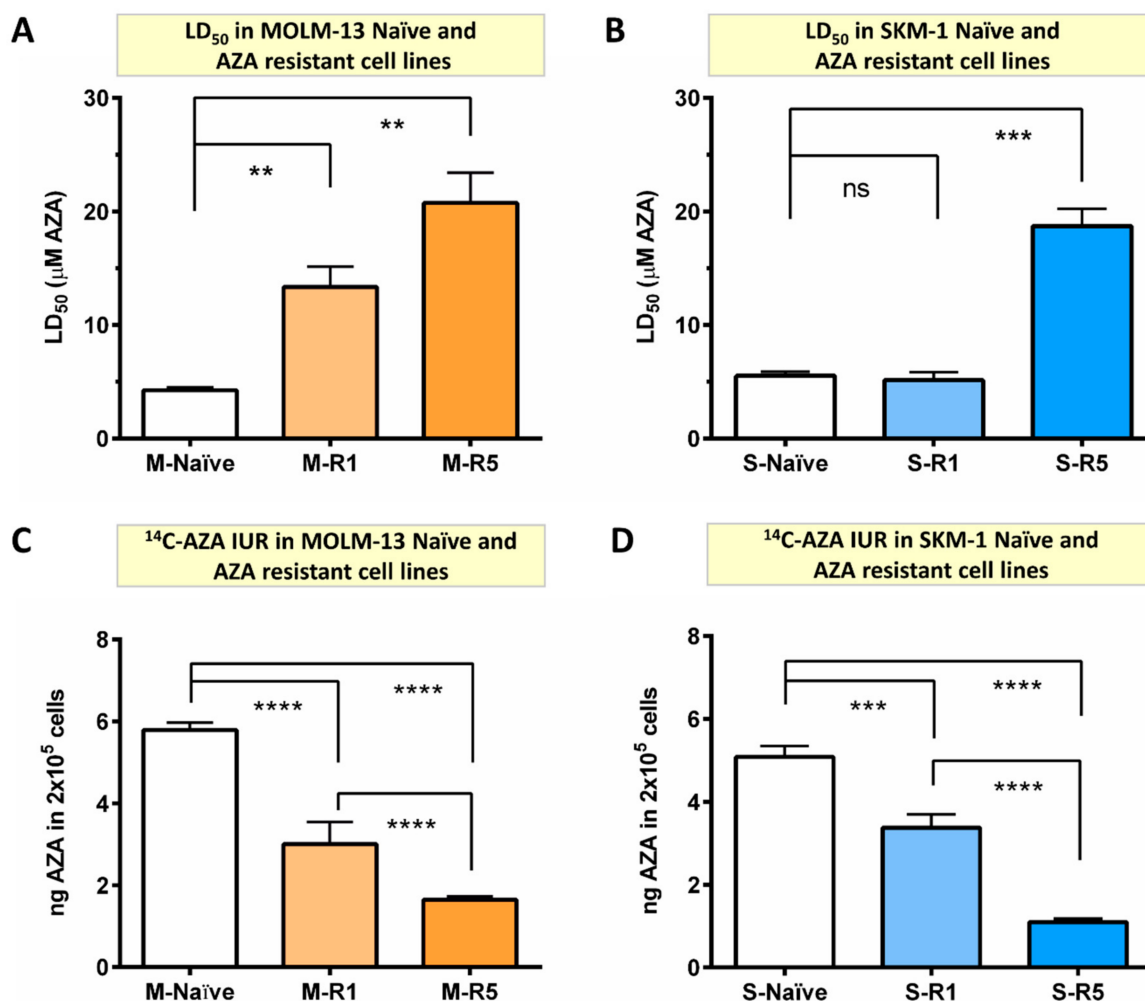 A
LD₅₀ in MOLM-13 Naïve and
AZA resistant cell lines
30
20
10
0
LD₅₀ (μM AZA)
**
**
M-Naïve
M-R1
M-R5
B
LD₅₀ in SKM-1 Naïve and
AZA resistant cell lines
30
20
10
0
LD₅₀ (μM AZA)
***
ns
S-Naïve
S-R1
S-R5
C
¹⁴C-AZA IUR in MOLM-13 Naïve and
AZA resistant cell lines
8
6
4
2
0
ng AZA in 2x10⁵ cells
****
****
****
M-Naïve
M-R1
M-R5
D
¹⁴C-AZA IUR in SKM-1 Naïve and
AZA resistant cell lines
8
6
4
2
0
ng AZA in 2x10⁵ cells
****
***
****
S-Naïve
S-R1
S-R5